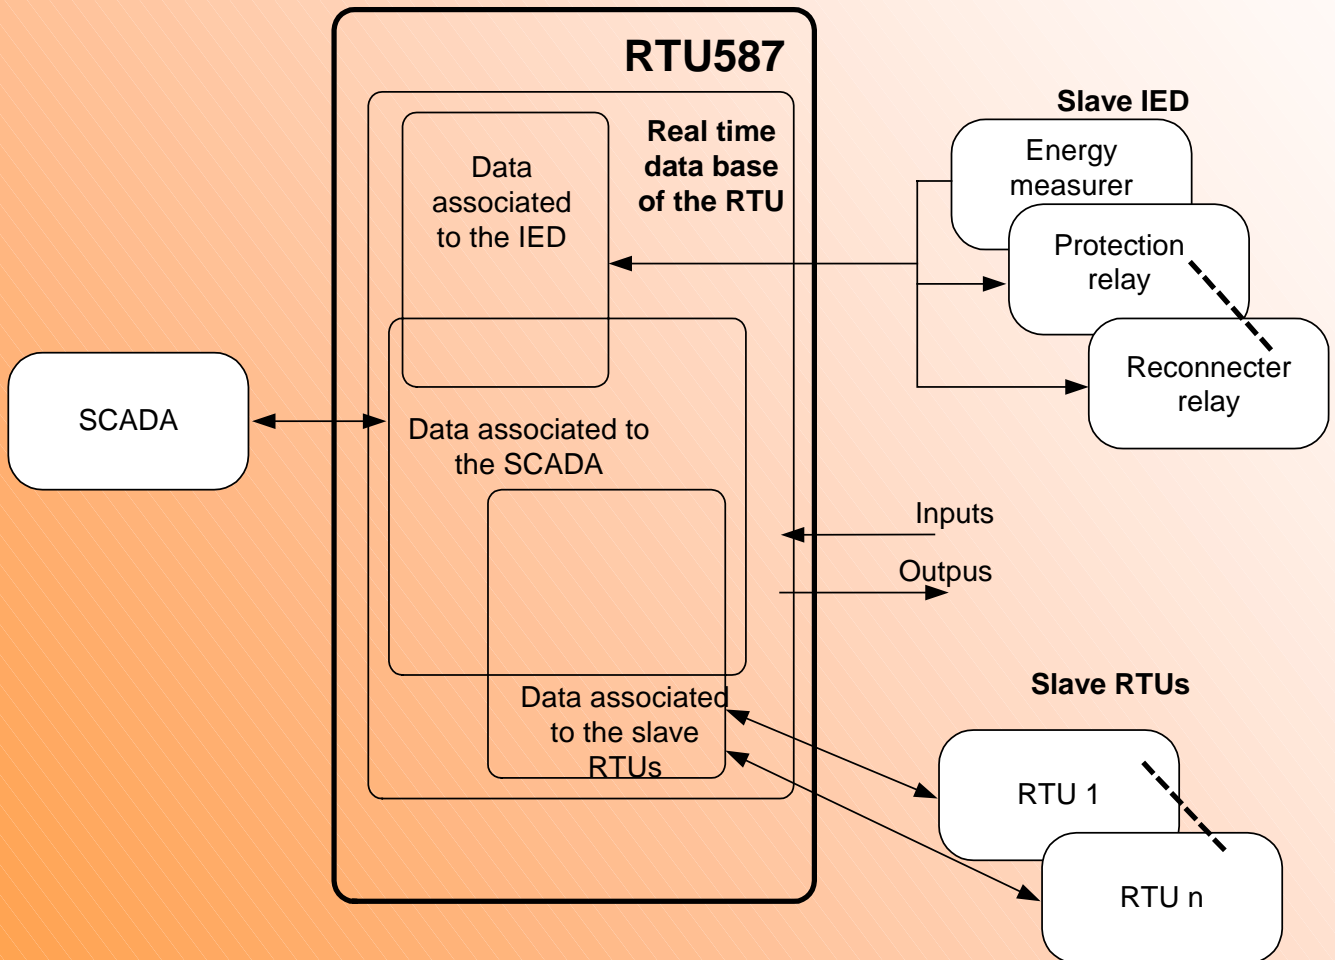 RTU587
Real time
data base
of the RTU
Data
associated
to the IED
Slave IED
Energy
measurer
Protection
relay
Reconnecter
relay
SCADA
Data associated to
the SCADA
Inputs
Outpus
Data associated
to the slave
RTUs
Slave RTUs
RTU 1
RTU n